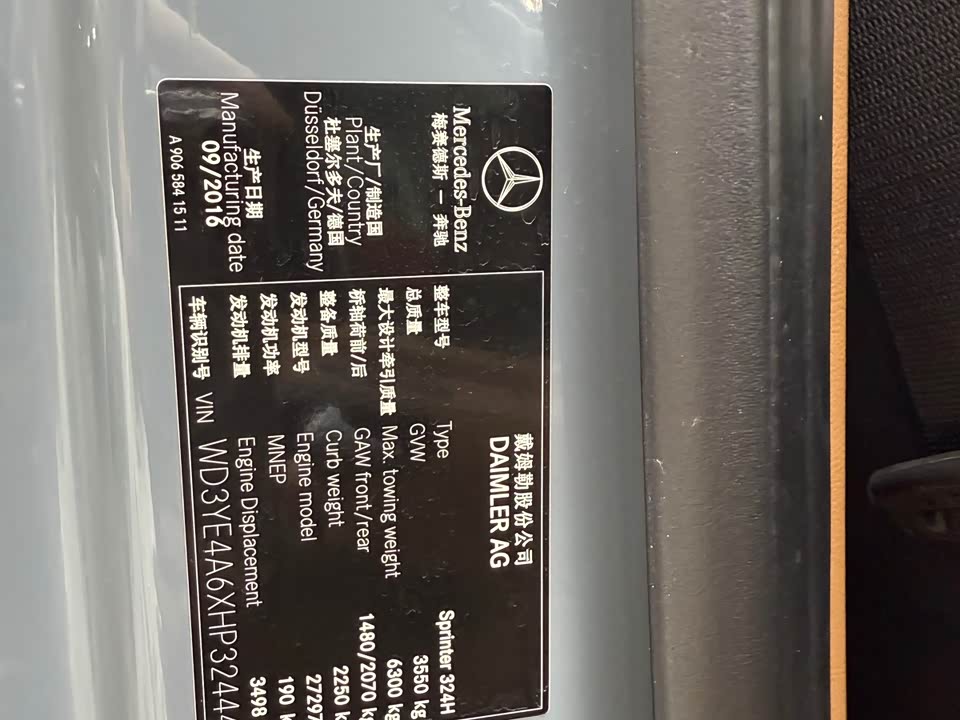 Mercedes-Benz
梅赛德斯 — 奔驰
生产厂/制造国
Plant/Country
杜塞尔多夫/德国
Düsseldorf/Germany
生产日期
Manufacturing date
09/2016
A 906 584 15 11
戴姆勒股份公司
DAIMLER AG
整车型号 Type Sprinter 324H
总质量 GVW 3550 kg
最大设计牵引质量 Max. towing weight 6300 kg
桥轴荷前/后 GAW front/rear 1480/2070 kg
整备质量 Curb weight 2250 k
发动机型号 Engine model 27297
发动机功率 MNEP 190 k
发动机排量 Engine Displacement 3498
车辆识别号 VIN WD3YE4A6XHP32444